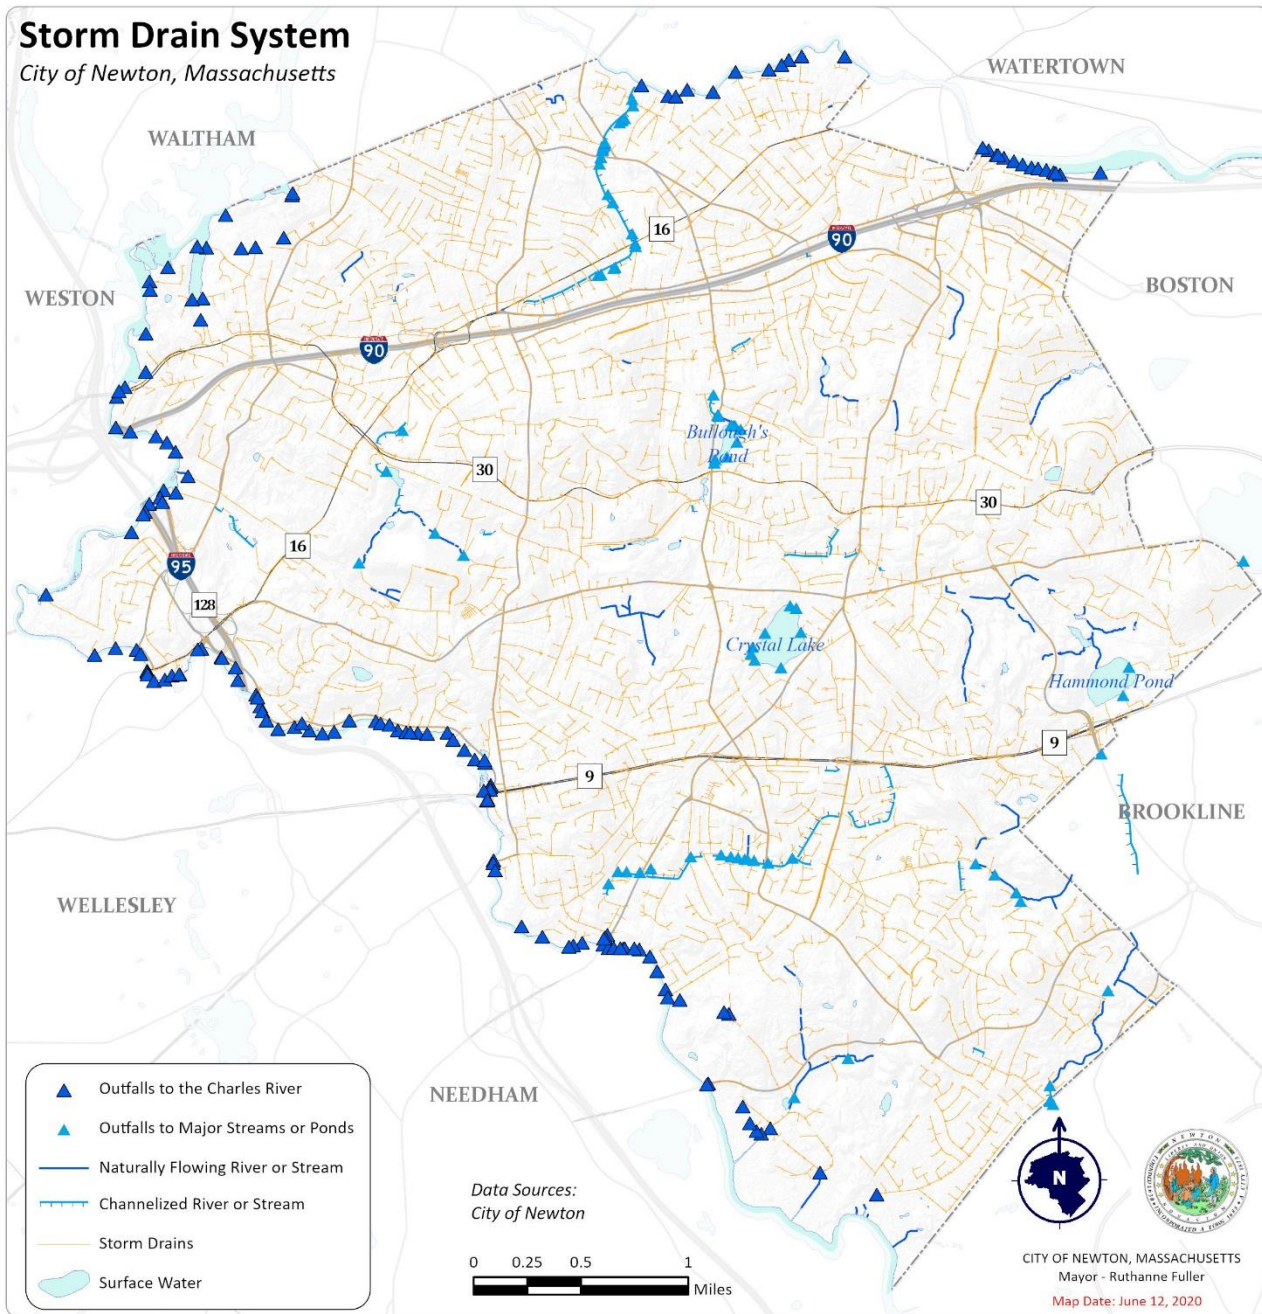 Storm Drain System
City of Newton, Massachusetts
WATERTOWN
WALTHAM
16
90
WESTON
BOSTON
90
Bullough's
Pond
30
30
16
95
128
Crystal Lake
Hammond Pond
9
9
BROOKLINE
WELLESLEY
NEEDHAM
Outfalls to the Charles River
Outfalls to Major Streams or Ponds
Naturally Flowing River or Stream
Channelized River or Stream
Storm Drains
Surface Water
Data Sources:
City of Newton
0 0.25 0.5 1
Miles
N
CITY OF NEWTON, MASSACHUSETTS
Mayor - Ruthanne Fuller
Map Date: June 12, 2020